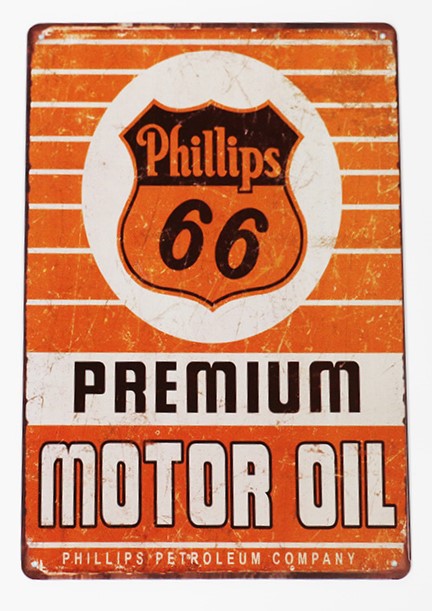 Phillips
66
PREMIUM
MOTOR OIL
PHILLIPS PETROLEUM COMPANY